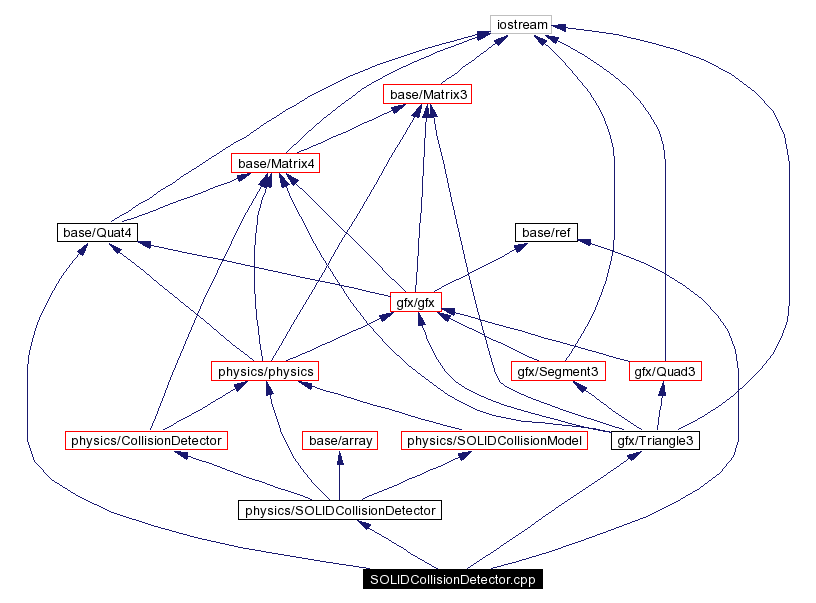 iostream
base/Matrix3
base/Matrix4
base/Quat4
base/ref
gfx/gfx
physics/physics
gfx/Segment3
gfx/Quad3
physics/CollisionDetector
base/array
physics/SOLIDCollisionModel
gfx/Triangle3
physics/SOLIDCollisionDetector
SOLIDCollisionDetector.cpp